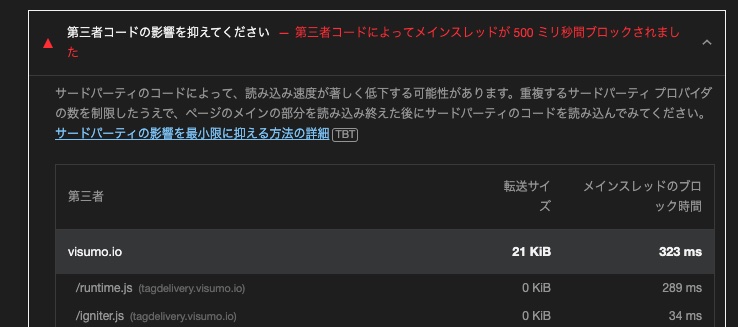 第三者コードの影響を抑えてください — 第三者コードによってメインスレッドが 500 ミリ秒間ブロックされまし
た
サードパーティのコードによって、読み込み速度が著しく低下する可能性があります。重複するサードパーティ プロバイダ
の数を制限したうえで、ページのメインの部分を読み込み終えた後にサードパーティのコードを読み込んでみてください。
サードパーティの影響を最小限に抑える方法の詳細 TBT
第三者 転送サイズ メインスレッドのブロック時間
visumo.io 21 KiB 323 ms
/runtime.js (tagdelivery.visumo.io) 0 KiB 289 ms
/igniter.js (tagdelivery.visumo.io) 0 KiB 34 ms